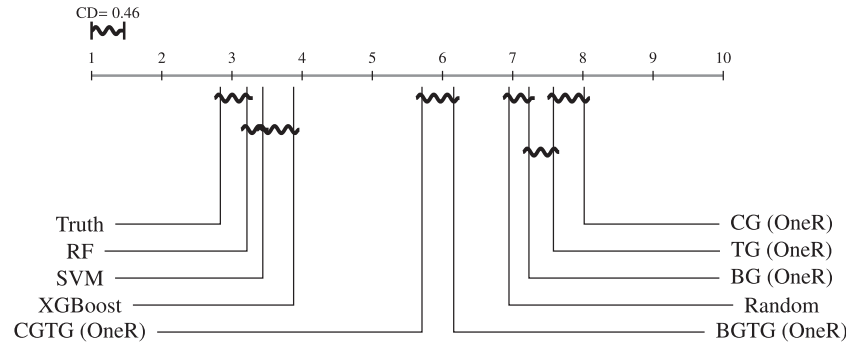 CD= 0.46
1 2 3 4 5 6 7 8 9 10
Truth CG (OneR)
RF TG (OneR)
SVM BG (OneR)
XGBoost Random
CGTG (OneR) BGTG (OneR)